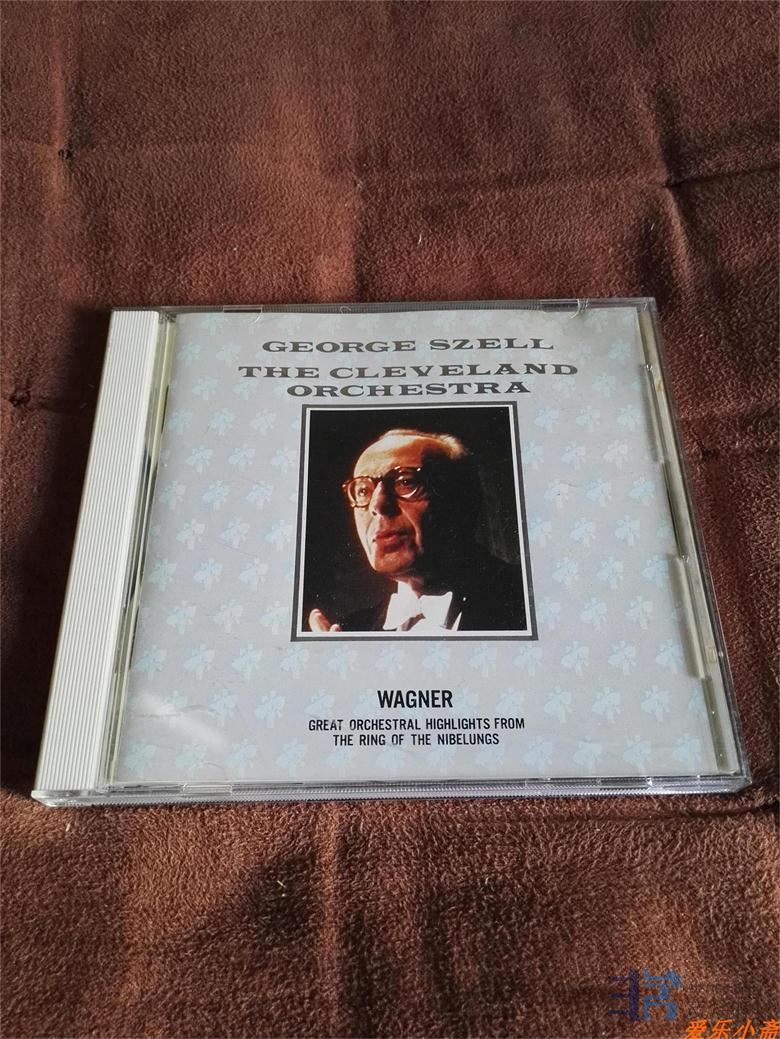 GEORGE SZELL
THE CLEVELAND
ORCHESTRA
WAGNER
GREAT ORCHESTRAL HIGHLIGHTS FROM
THE RING OF THE NIBELUNGS
爱乐小斋